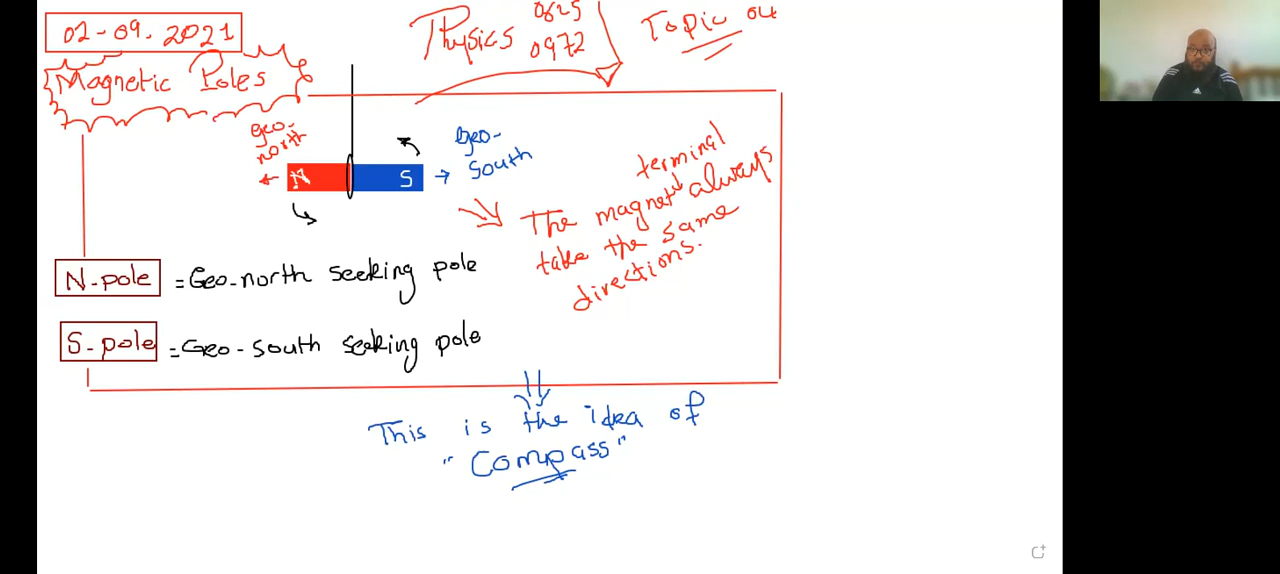 02-09-2021
Physics 0625
0972
Topic
Magnetic Poles
Geo-
north
Geo-
south
N
S
The magnet terminal always
take the same
directions.
N-pole = Geo-north seeking pole
S-pole = Geo-south seeking pole
This is the idea of
"Compass"